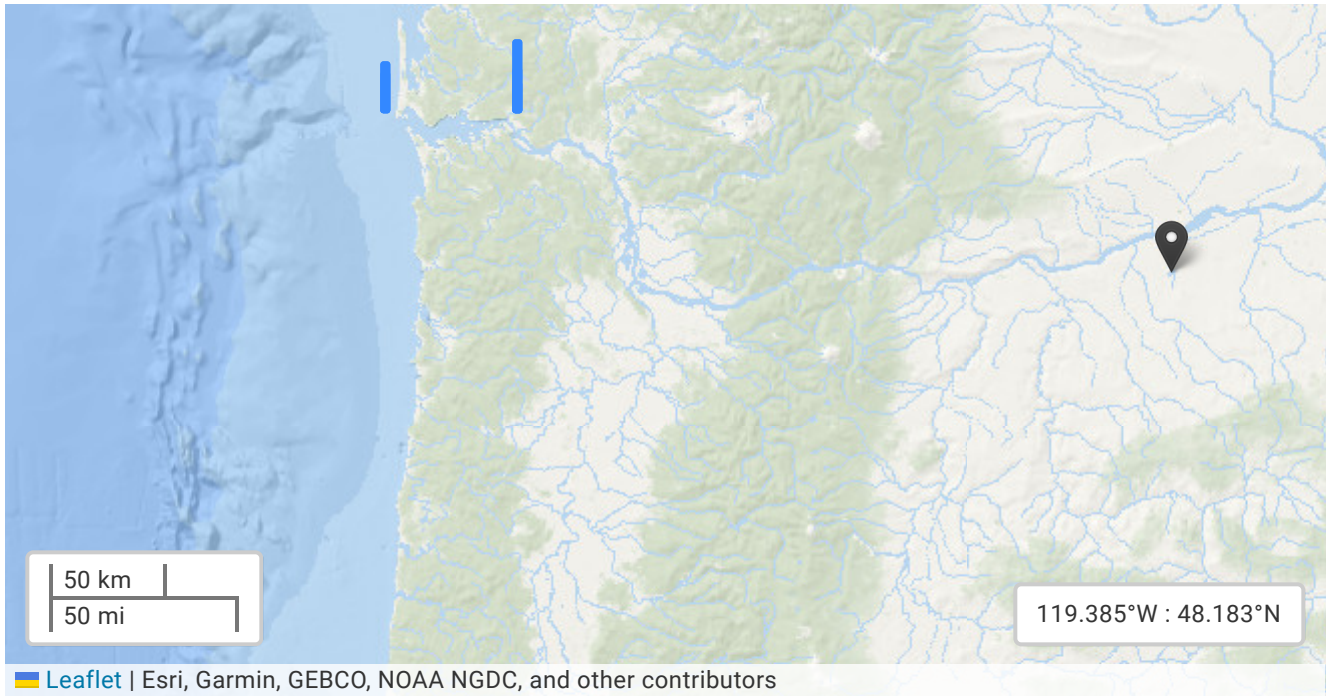 50 km
50 mi
119.385°W : 48.183°N
Leaflet | Esri, Garmin, GEBCO, NOAA NGDC, and other contributors